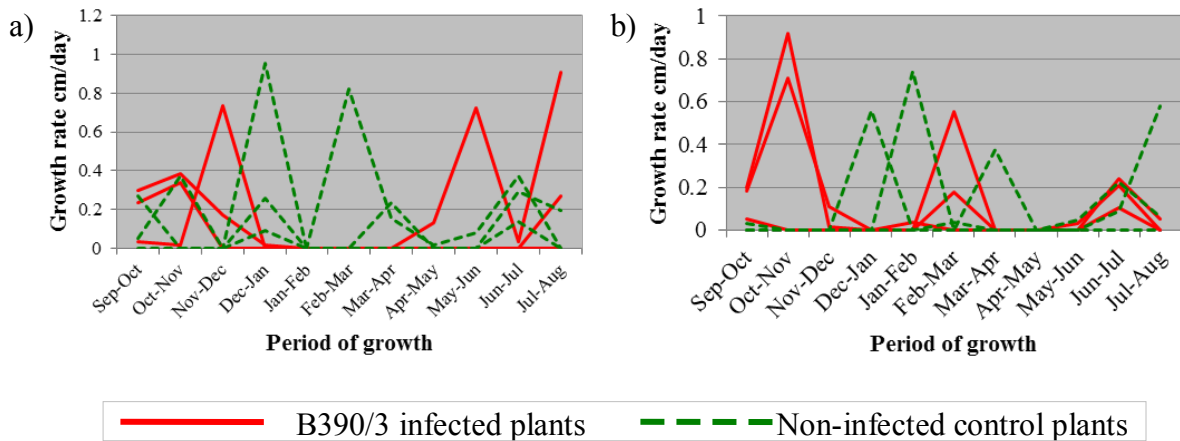 a)
Growth rate cm/day
1.2
1
0.8
0.6
0.4
0.2
0
Sep-Oct
Oct-Nov
Nov-Dec
Dec-Jan
Jan-Feb
Feb-Mar
Mar-Apr
Apr-May
May-Jun
Jun-Jul
Jul-Aug
Period of growth
b)
Growth rate cm/day
1
0.8
0.6
0.4
0.2
0
Sep-Oct
Oct-Nov
Nov-Dec
Dec-Jan
Jan-Feb
Feb-Mar
Mar-Apr
Apr-May
May-Jun
Jun-Jul
Jul-Aug
Period of growth
B390/3 infected plants
Non-infected control plants